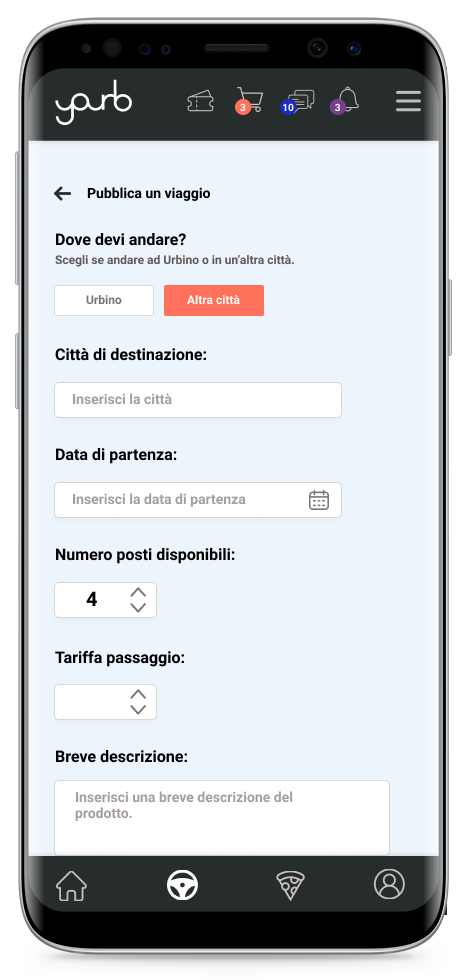 yourb
3
10
3
Pubblica un viaggio
Dove devi andare?
Scegli se andare ad Urbino o in un'altra città.
Urbino
Altra città
Città di destinazione:
Inserisci la città
Data di partenza:
Inserisci la data di partenza
Numero posti disponibili:
4
Tariffa passaggio:
Breve descrizione:
Inserisci una breve descrizione del
prodotto.